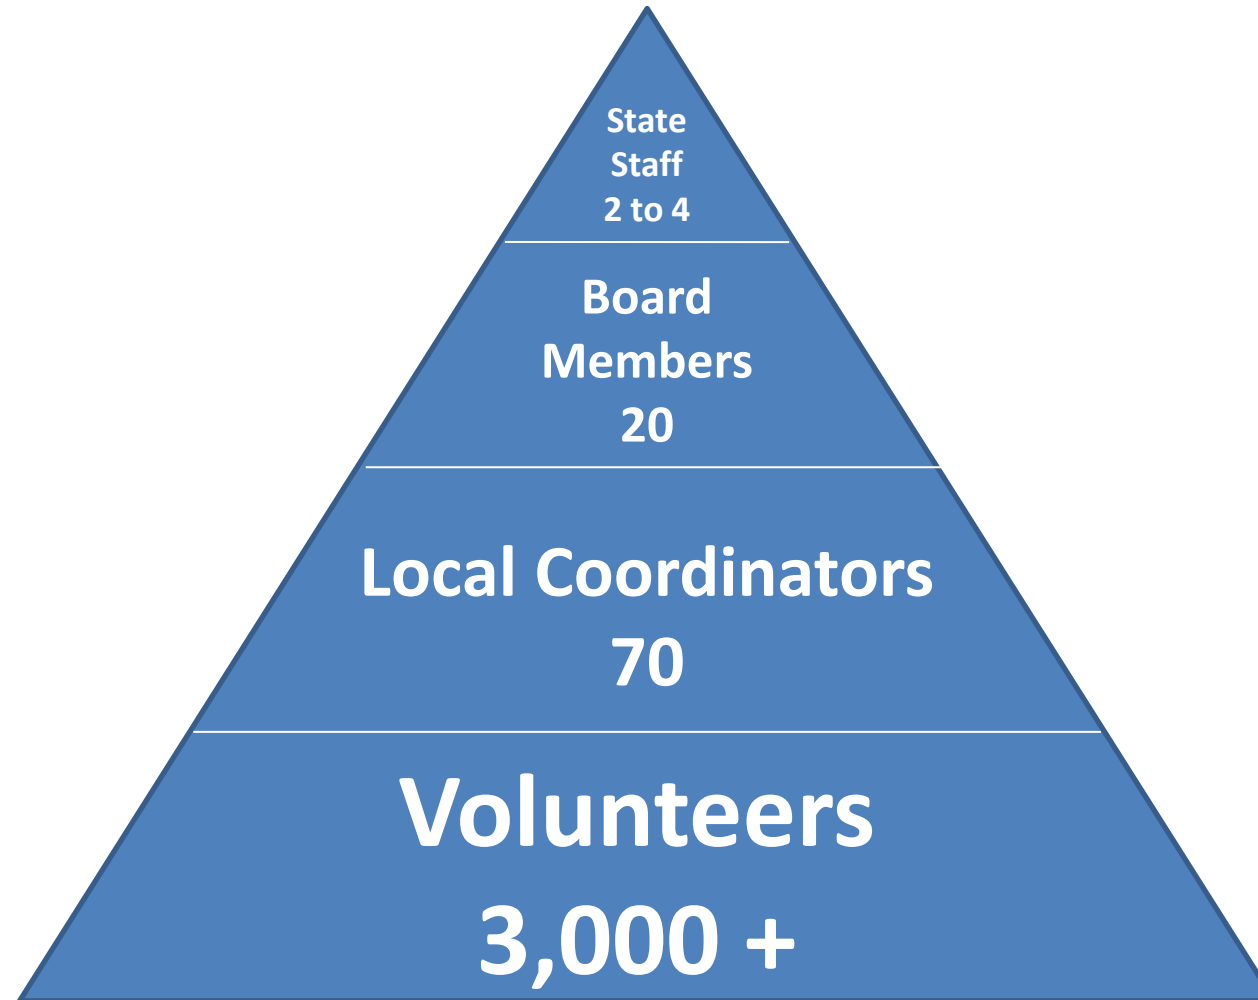 State
Staff
2 to 4
Board
Members
20
Local Coordinators
70
Volunteers
3,000 +